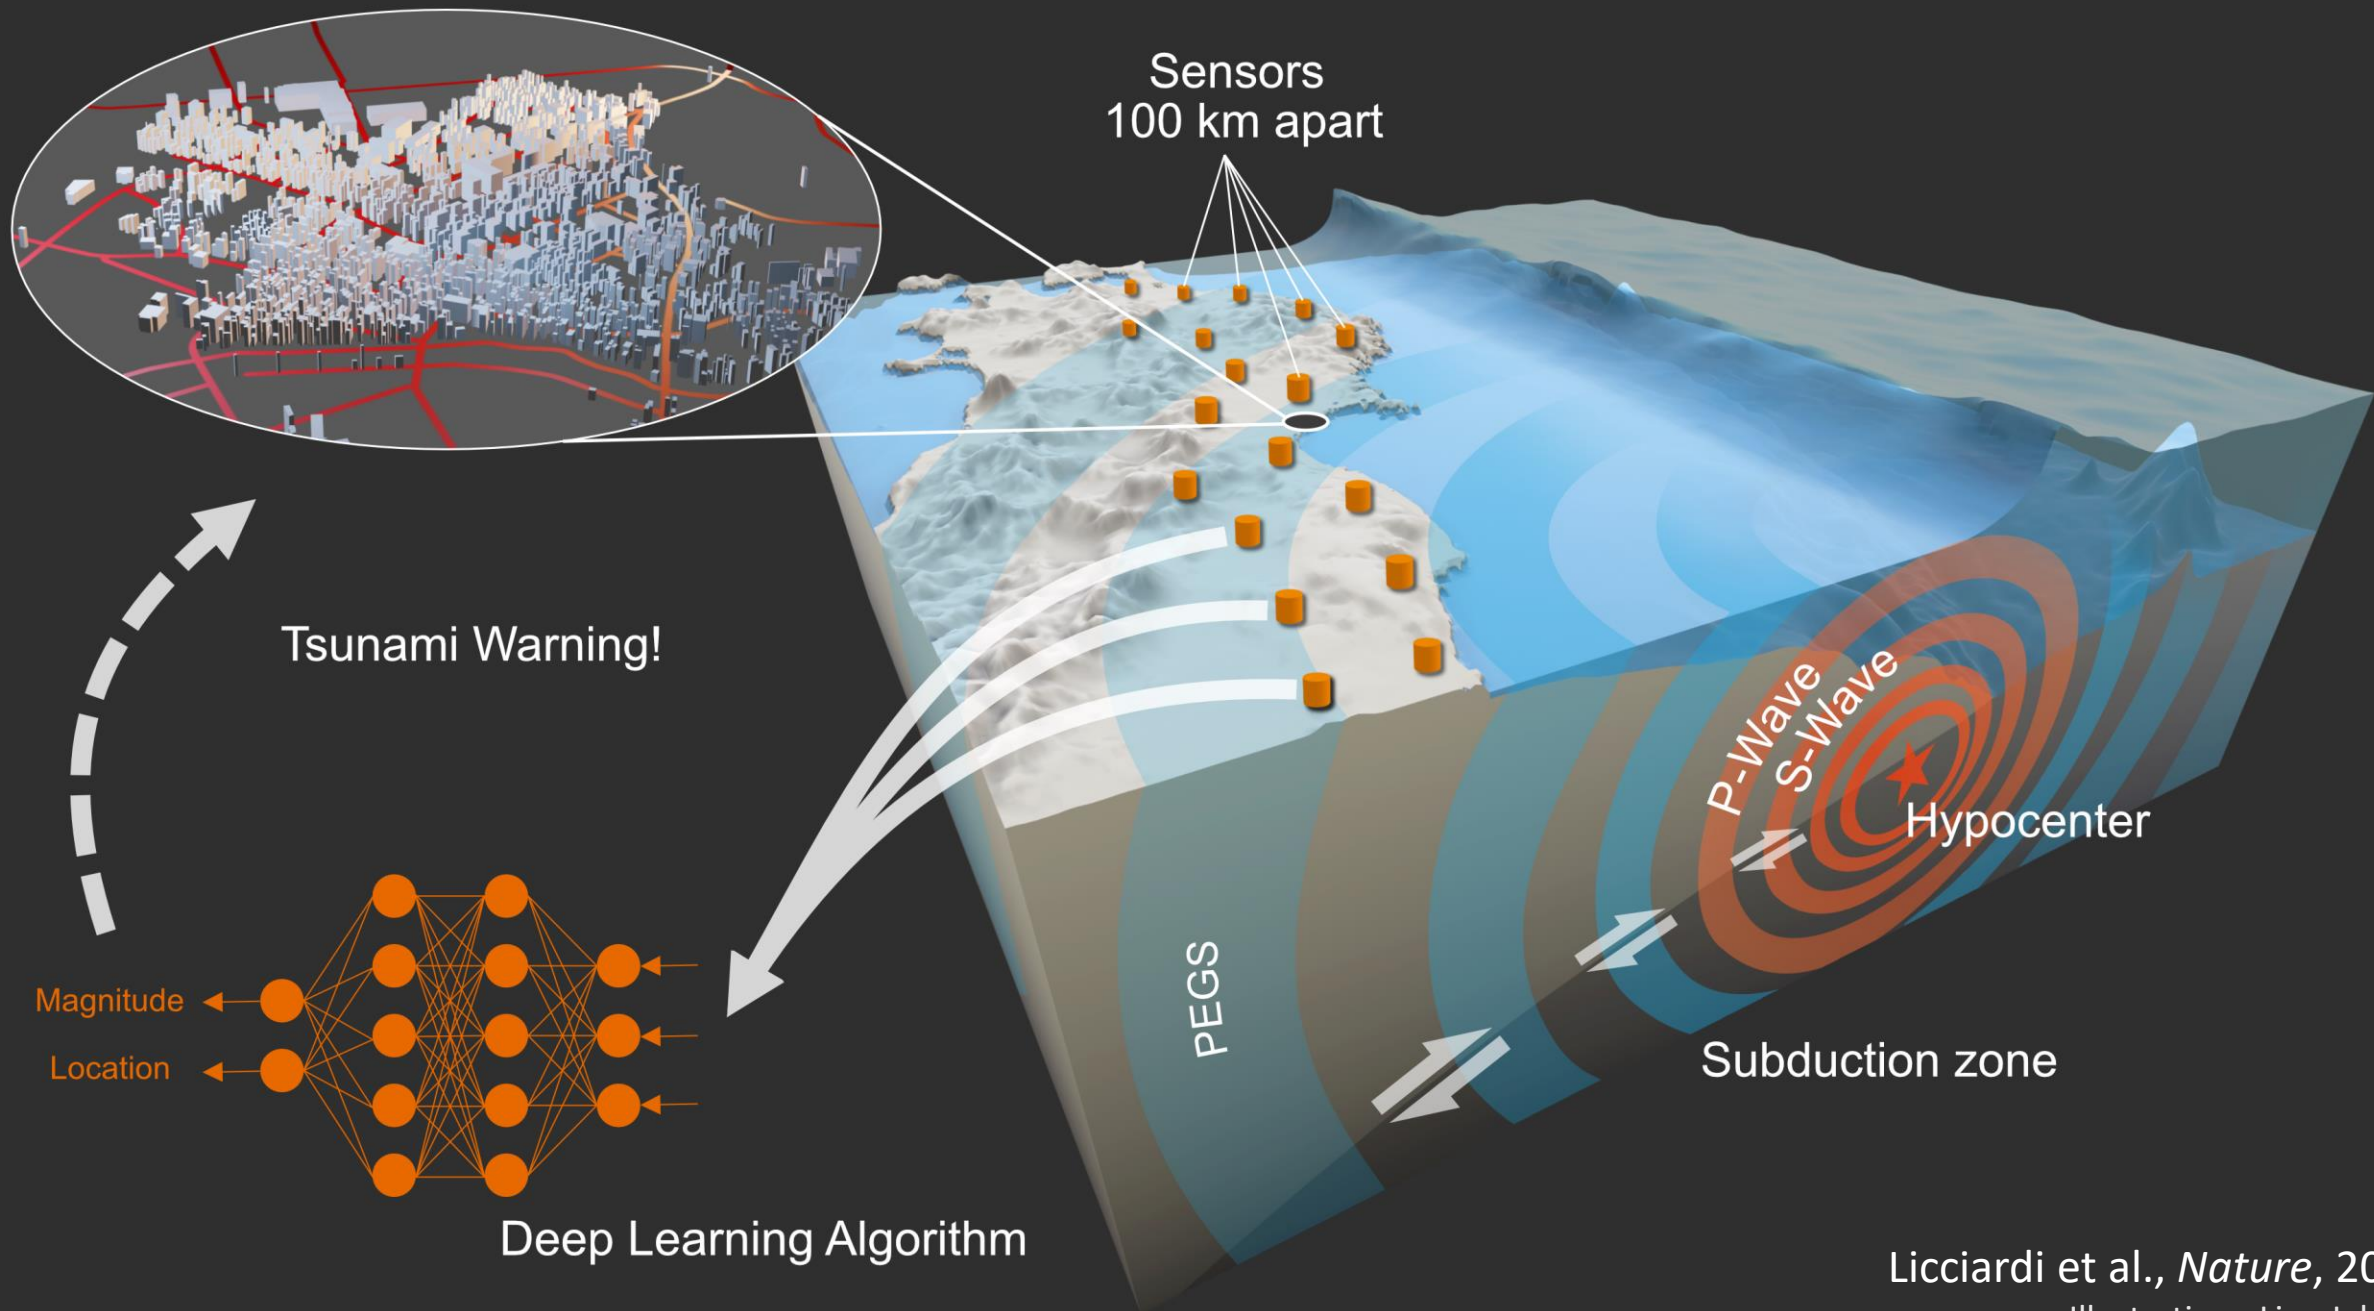 Sensors
100 km apart
Tsunami Warning!
P-Wave
S-Wave
Hypocenter
PEGS
Subduction zone
Magnitude
Location
Deep Learning Algorithm
Licciardi et al., Nature, 20